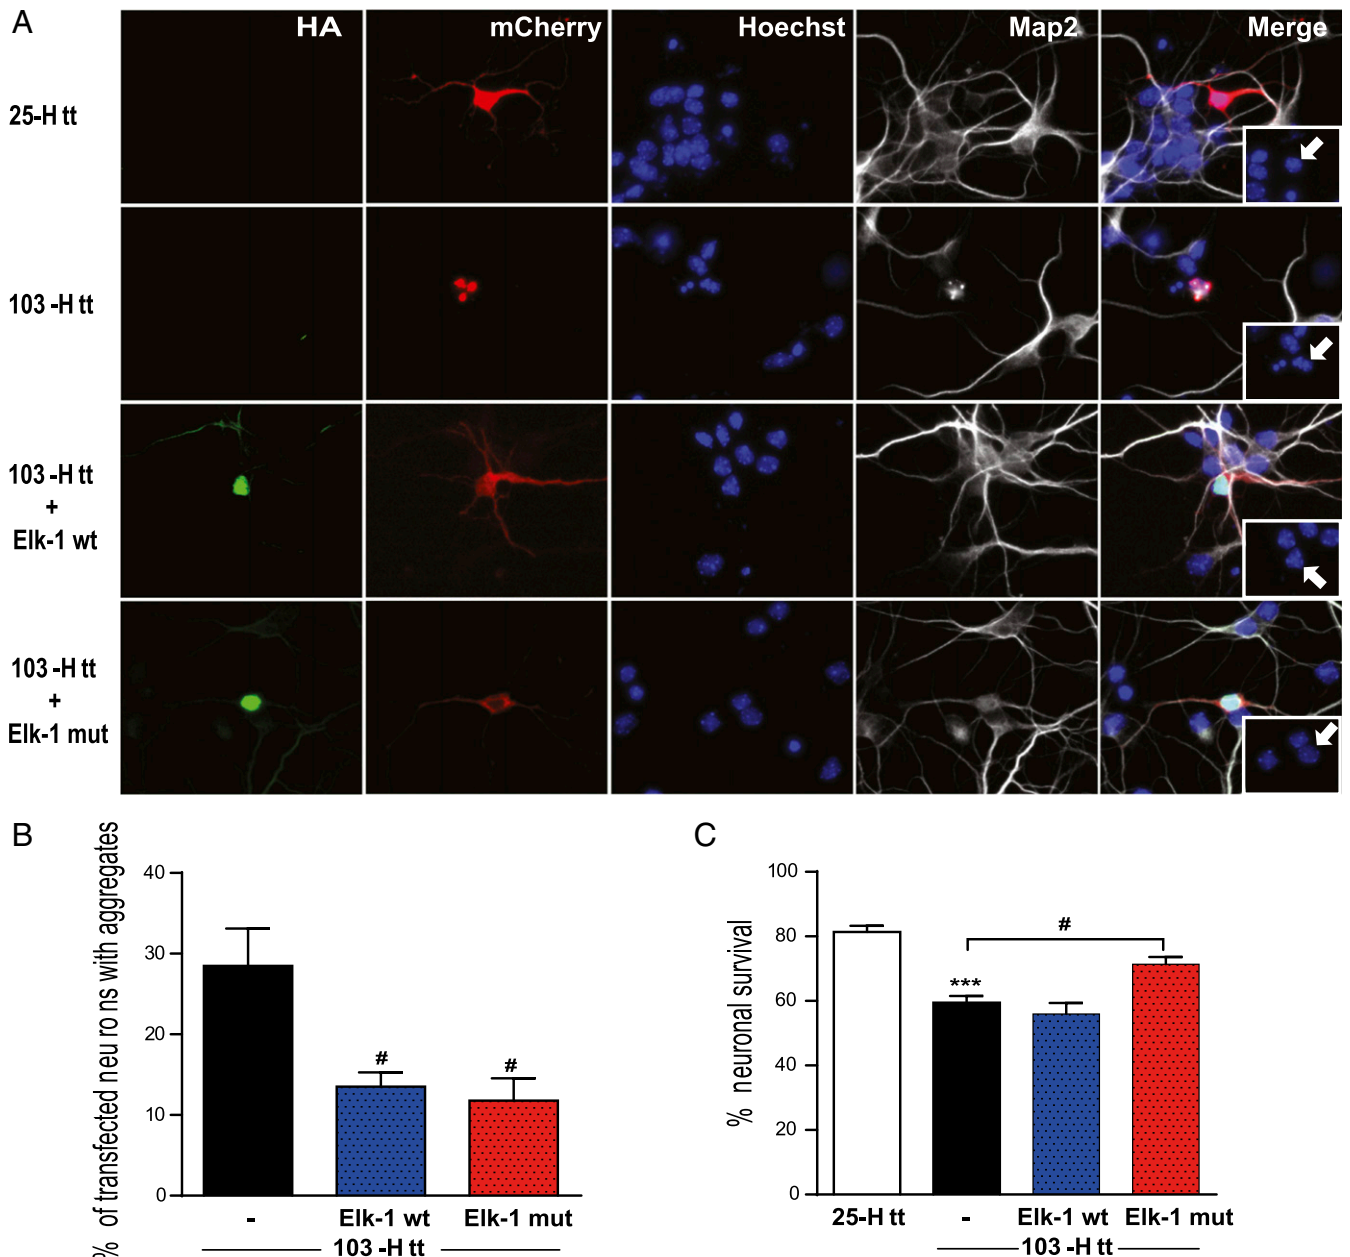 A
HA
mCherry
Hoechst
Map2
Merge
25-H tt
103 -H tt
103 -H tt
+
Elk-1 wt
103 -H tt
+
Elk-1 mut
B
% of transfected neu ro ns with aggregates
40
30
20
10
0
#
#
-
Elk-1 wt
Elk-1 mut
103 -H tt
C
% neuronal survival
100
80
60
40
20
0
***
#
25-H tt
-
Elk-1 wt
Elk-1 mut
103 -H tt